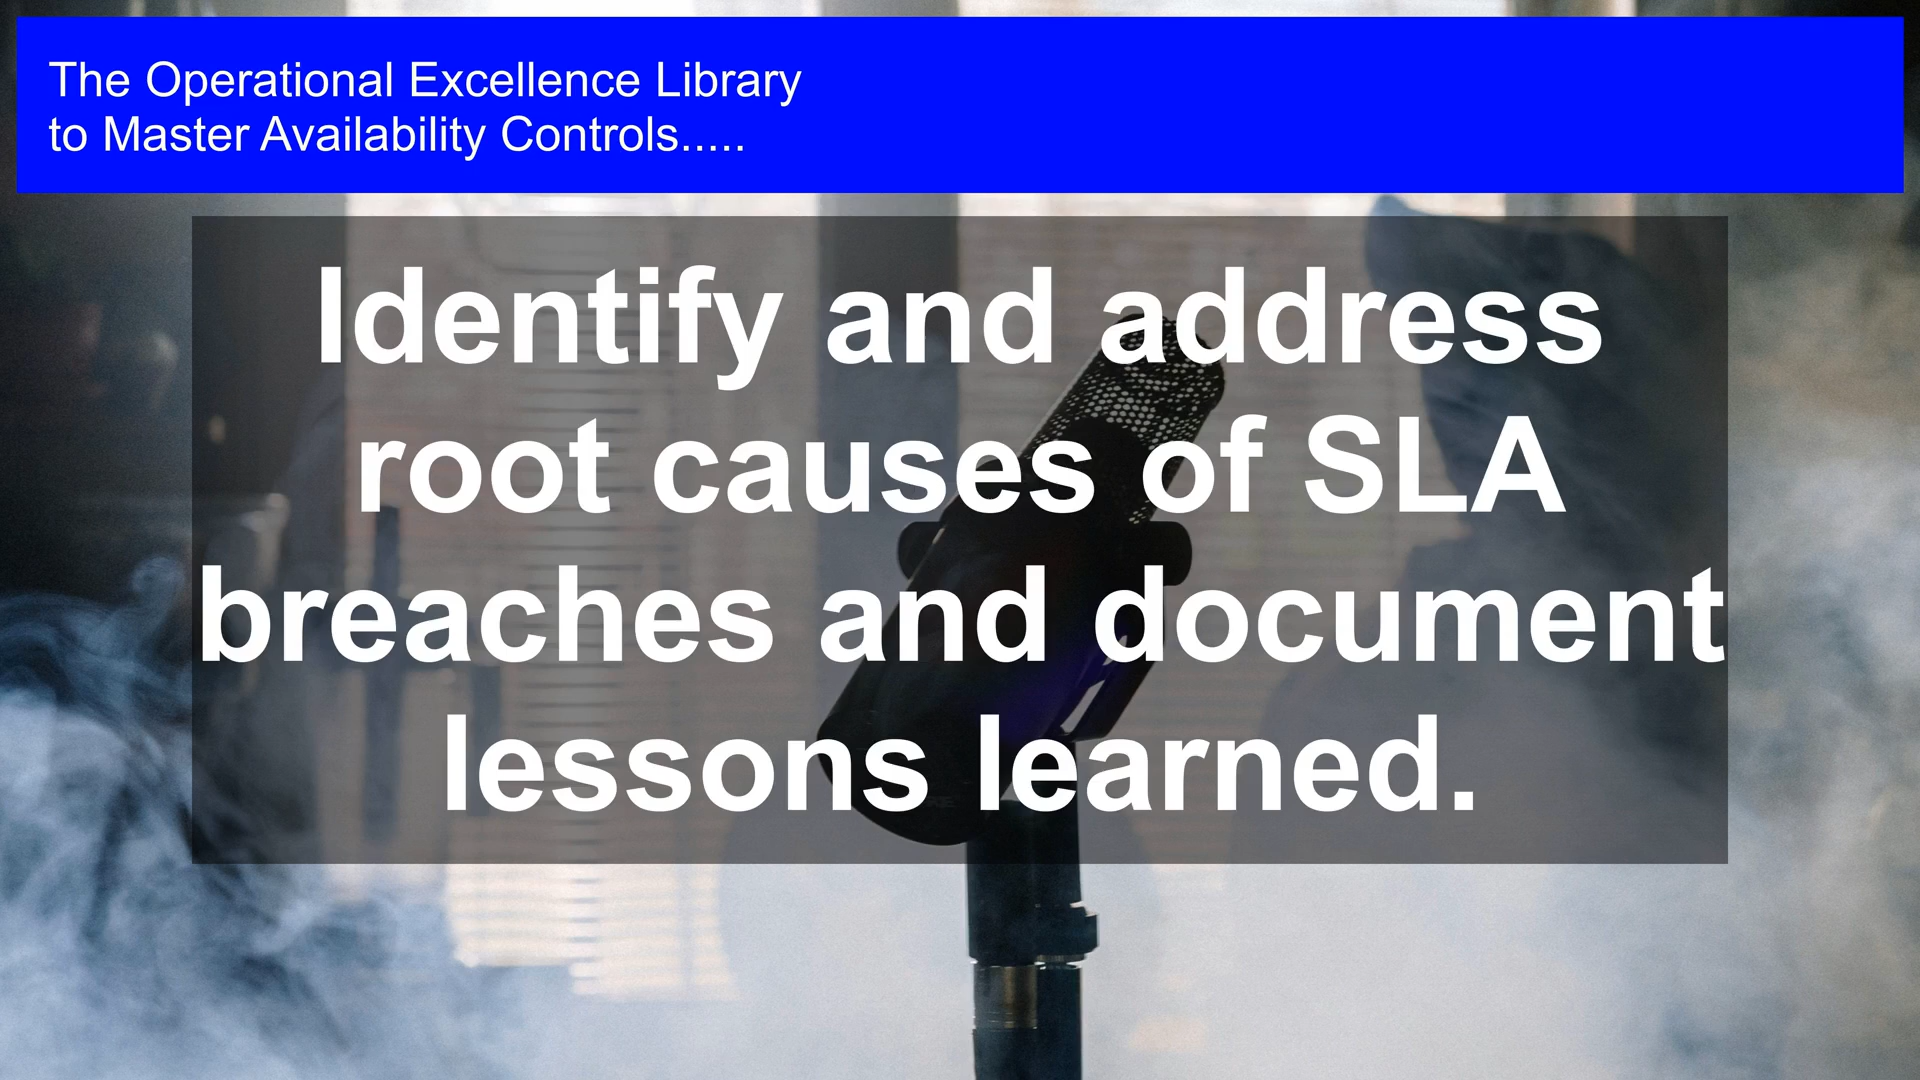 The Operational Excellence Library
to Master Availability Controls.....
Identify and address
root causes of SLA
breaches and document
lessons learned.